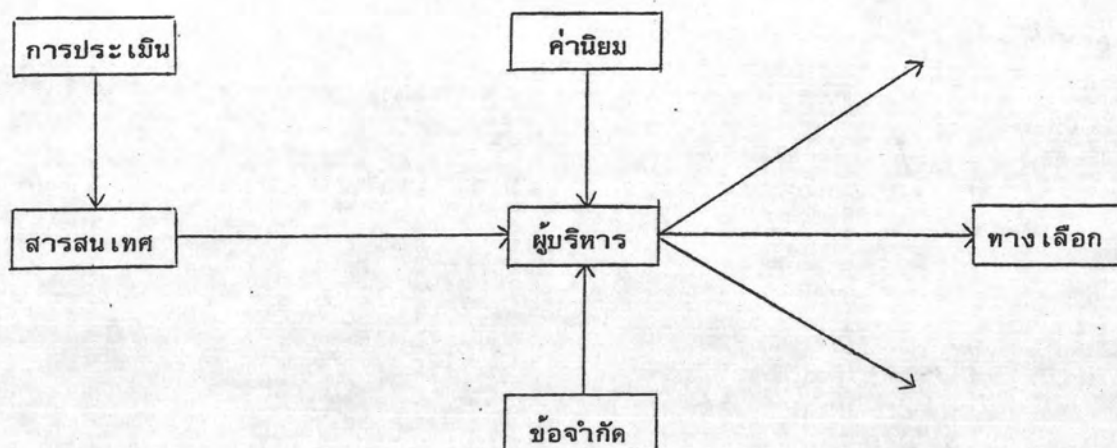 การประเมิน
ค่านิยม
สารสนเทศ
ผู้บริหาร
ทางเลือก
ข้อจำกัด